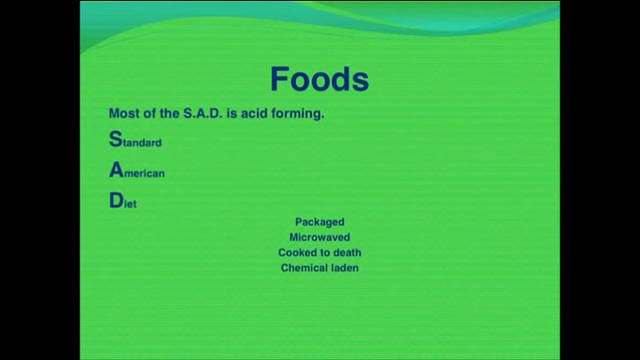 Foods
Most of the S.A.D. is acid forming.
Standard
American
Diet
Packaged
Microwaved
Cooked to death
Chemical laden